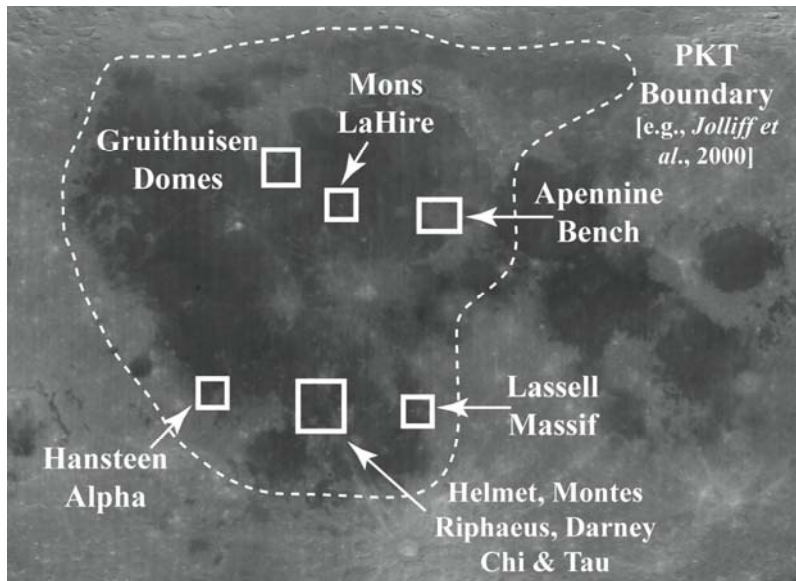 PKT
Boundary
[e.g., Jolliff et
al., 2000]
Mons
LaHire
Gruithuisen
Domes
Apennine
Bench
Lassell
Massif
Hansteen
Alpha
Helmet, Montes
Riphaeus, Darney
Chi & Tau